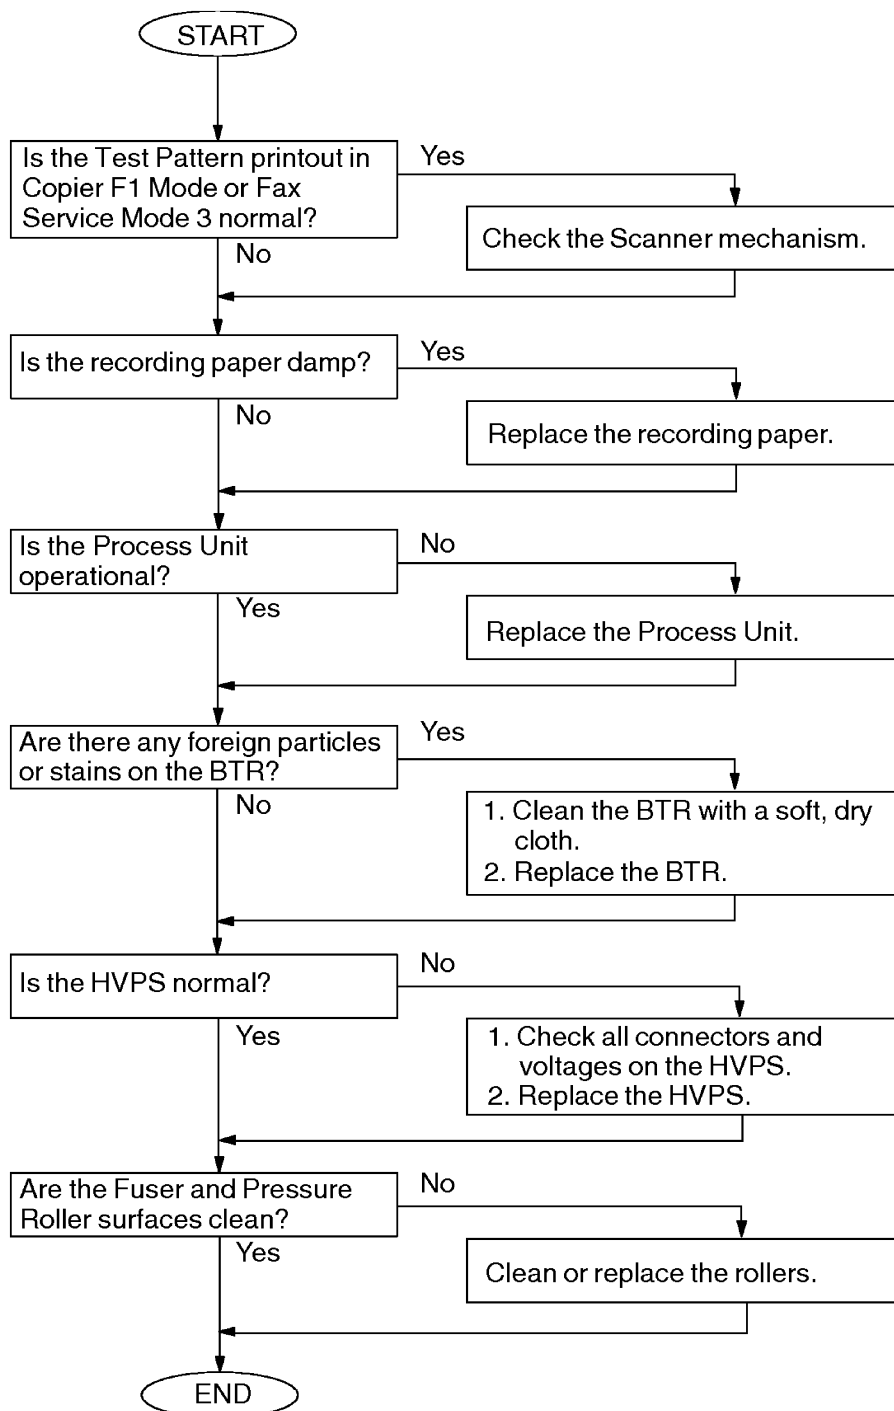 START
Is the Test Pattern printout in
Copier F1 Mode or Fax
Service Mode 3 normal?
Yes
No
Check the Scanner mechanism.
Is the recording paper damp?
Yes
No
Replace the recording paper.
Is the Process Unit
operational?
No
Yes
Replace the Process Unit.
Are there any foreign particles
or stains on the BTR?
Yes
No
1. Clean the BTR with a soft, dry
cloth.
2. Replace the BTR.
Is the HVPS normal?
No
Yes
1. Check all connectors and
voltages on the HVPS.
2. Replace the HVPS.
Are the Fuser and Pressure
Roller surfaces clean?
No
Yes
Clean or replace the rollers.
END